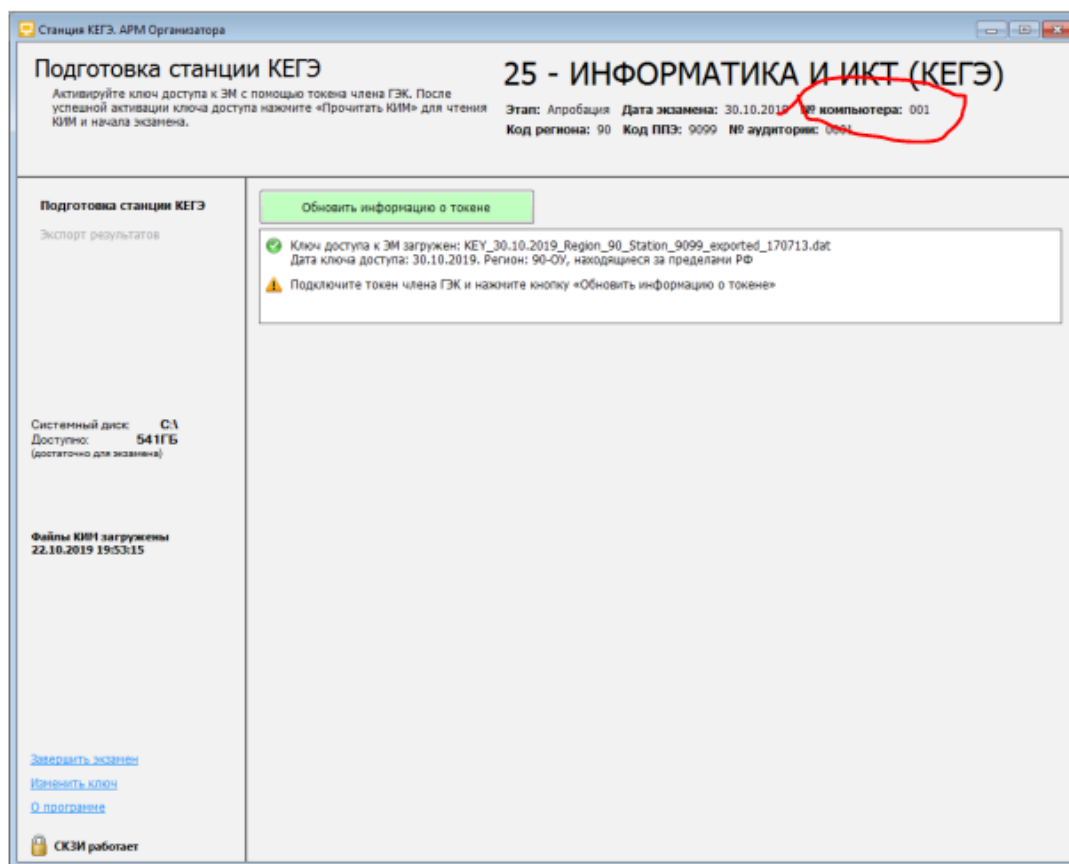 Станция КЕГЭ. АРМ Организатора
Подготовка станции КЕГЭ
Активируйте ключ доступа к ЭМ с помощью токена члена ГЭК. После
успешной активации ключа доступа нажмите «Прочитать КИМ» для чтения
КИМ и начала экзамена.
25 - ИНФОРМАТИКА И ИКТ (КЕГЭ)
Этап: Апробация Дата экзамена: 30.10.2019 № компьютера: 001
Код региона: 90 Код ППЭ: 9099 № аудитории: 0001
Подготовка станции КЕГЭ
Экспорт результатов
Обновить информацию о токене
Ключ доступа к ЭМ загружен: KEY_30.10.2019_Region_90_Station_9099_exported_170713.dat
Дата ключа доступа: 30.10.2019. Регион: 90-ОУ, находящиеся за пределами РФ
Подключите токен члена ГЭК и нажмите кнопку «Обновить информацию о токене»
Системный диск: C:\
Доступно: 541ГБ
(достаточно для экзамена)
Файлы КИМ загружены
22.10.2019 19:53:15
Завершить экзамен
Изменить ключ
О программе
СКЗИ работает